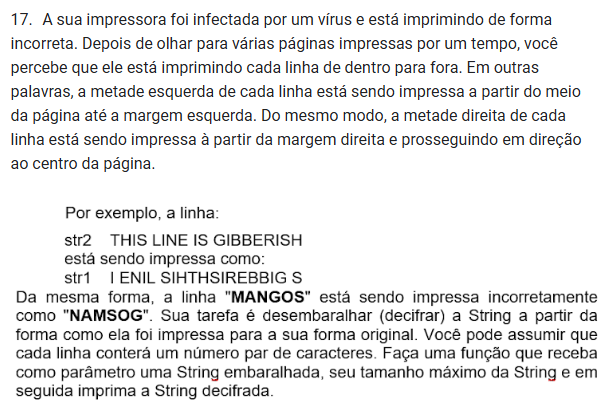 17. A sua impressora foi infectada por um vírus e está imprimindo de forma
incorreta. Depois de olhar para várias páginas impressas por um tempo, você
percebe que ele está imprimindo cada linha de dentro para fora. Em outras
palavras, a metade esquerda de cada linha está sendo impressa a partir do meio
da página até a margem esquerda. Do mesmo modo, a metade direita de cada
linha está sendo impressa à partir da margem direita e prosseguindo em direção
ao centro da página.
Por exemplo, a linha:
str2 THIS LINE IS GIBBERISH
está sendo impressa como:
str1 I ENIL SIHTHSIREBBIG S
Da mesma forma, a linha "MANGOS" está sendo impressa incorretamente
como "NAMSOG". Sua tarefa é desembaralhar (decifrar) a String a partir da
forma como ela foi impressa para a sua forma original. Você pode assumir que
cada linha conterá um número par de caracteres. Faça uma função que receba
como parâmetro uma String embaralhada, seu tamanho máximo da String e em
seguida imprima a String decifrada.